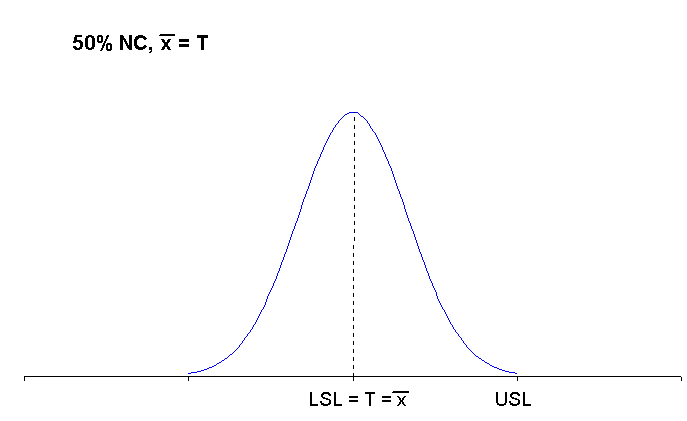 50% NC, x̅ = T
LSL = T = x̅
USL